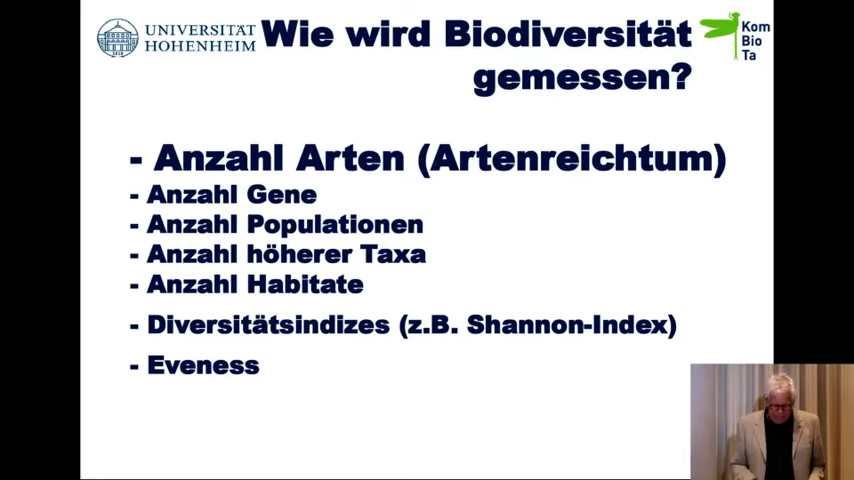 UNIVERSITÄT
HOHENHEIM
1818
Wie wird Biodiversität
gemessen?
Kom
Bio
Ta
- Anzahl Arten (Artenreichtum)
- Anzahl Gene
- Anzahl Populationen
- Anzahl höherer Taxa
- Anzahl Habitate
- Diversitätsindizes (z.B. Shannon-Index)
- Eveness